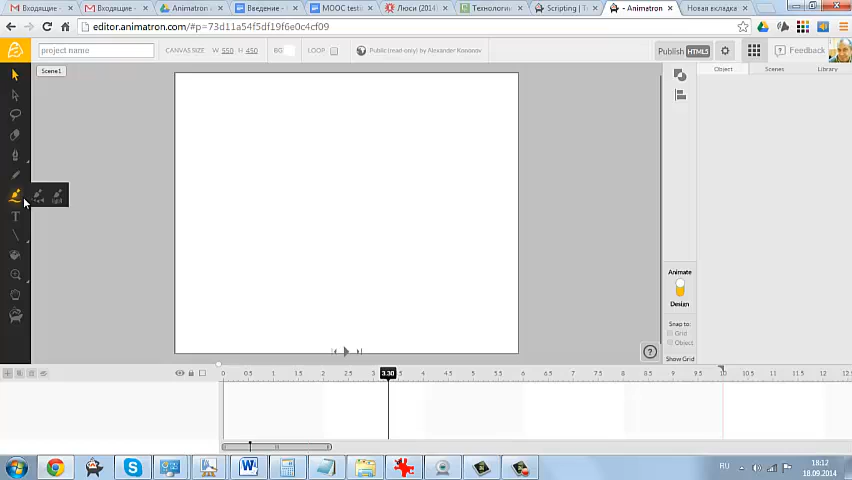 Входящие -
Входящие -
Animatron -
Введение -
MOOC testi
Люси (2014)
Технологи
Scripting | T
- Animatron
Новая вкладка
editor.animatron.com/#p=73d11a54f5df19f6e0c4cf09
project name
CANVAS SIZE W 550 H 450
BG
LOOP
Public (read-only) by Alexander Kononov
Publish HTML5
Feedback
Scene1
Object
Scenes
Library
T
Animate
Design
Snap to:
Grid
Object
Show Grid
?
3.30
0 0.5 1 1.5 2 2.5 3 4 4.5 5 5.5 6 6.5 7 7.5 8 8.5 9 9.5 10 10.5 11 11.5 12 12.5
RU
18:12
18.09.2014